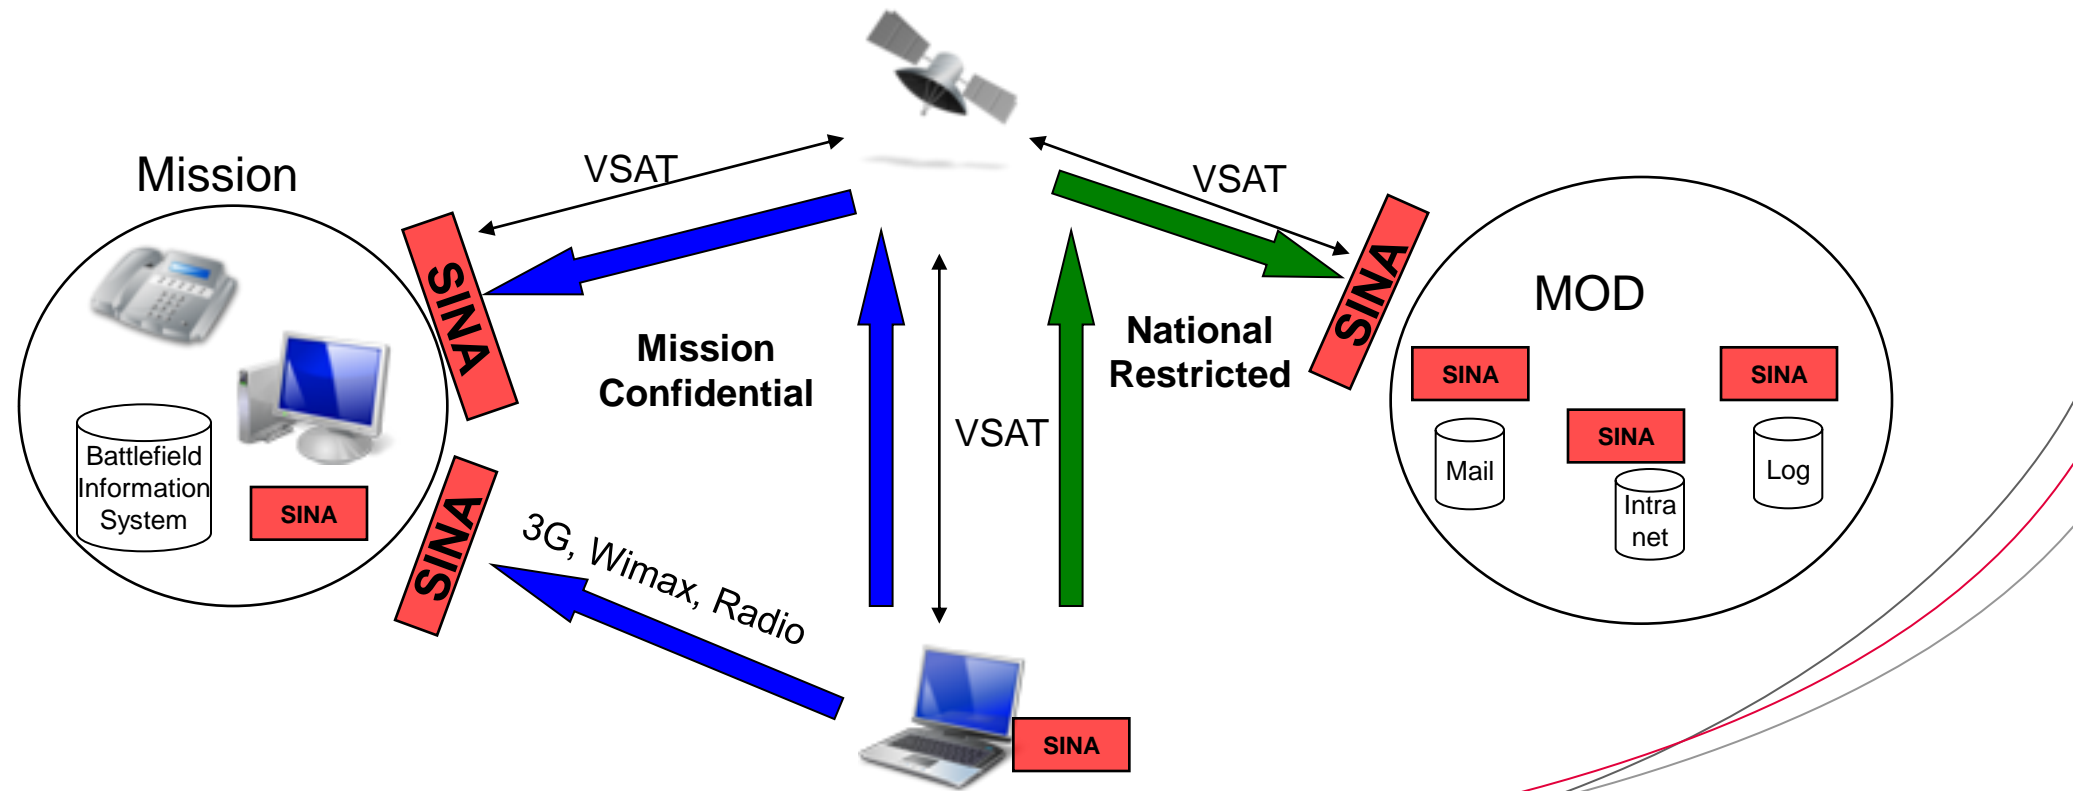 Mission
VSAT
VSAT
SINA
SINA
MOD
Mission
Confidential
National
Restricted
VSAT
SINA
SINA
SINA
Mail
Intra
net
Log
Battlefield
Information
System
SINA
SINA
3G, Wimax, Radio
SINA